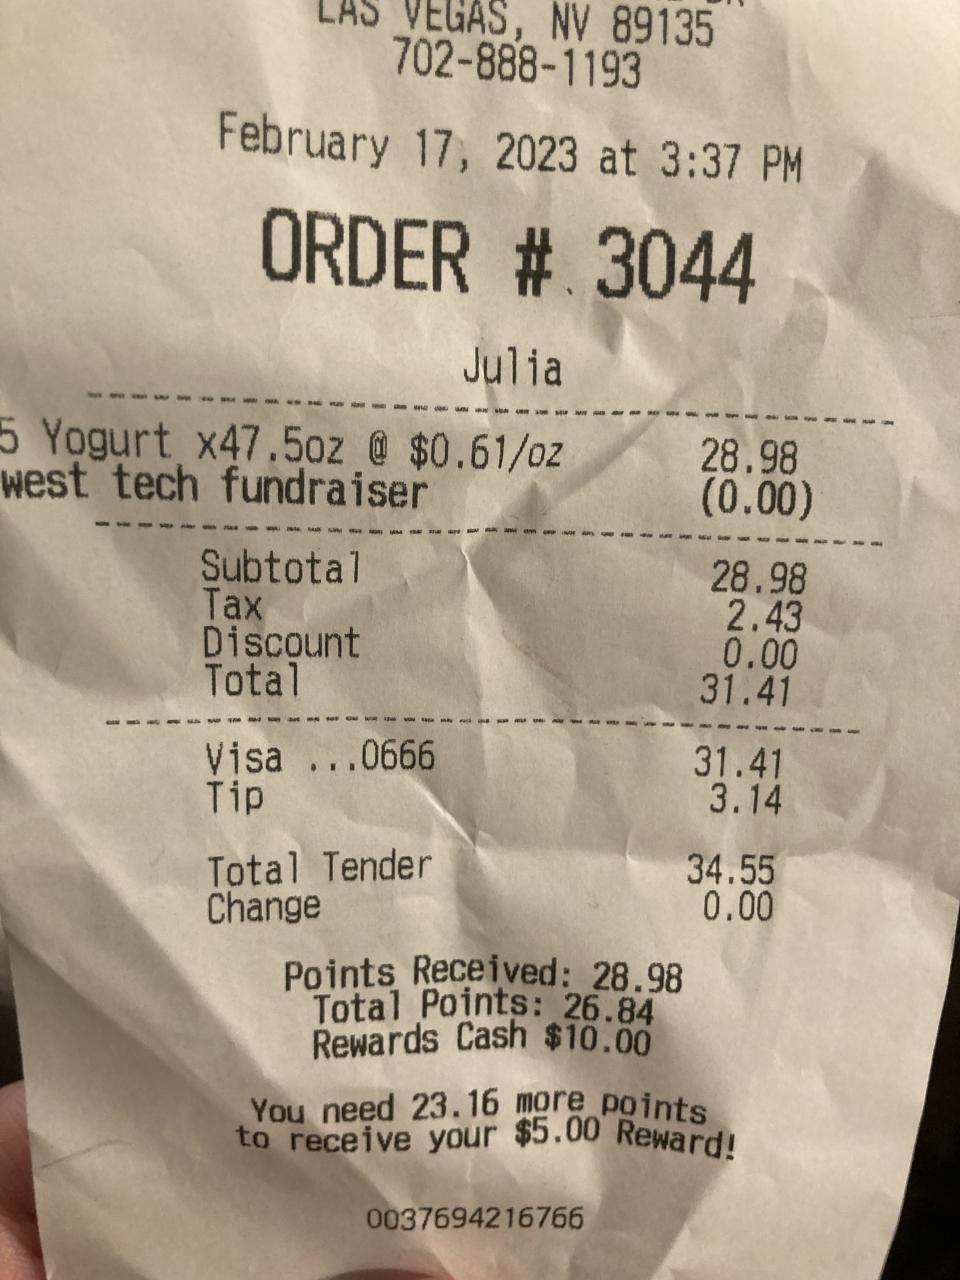 LAS VEGAS, NV 89135
702-888-1193
February 17, 2023 at 3:37 PM
ORDER # 3044
Julia
5 Yogurt x47.5oz @ $0.61/oz 28.98
west tech fundraiser (0.00)
Subtotal 28.98
Tax 2.43
Discount 0.00
Total 31.41
Visa ...0666 31.41
Tip 3.14
Total Tender 34.55
Change 0.00
Points Received: 28.98
Total Points: 26.84
Rewards Cash $10.00
You need 23.16 more points
to receive your $5.00 Reward!
0037694216766